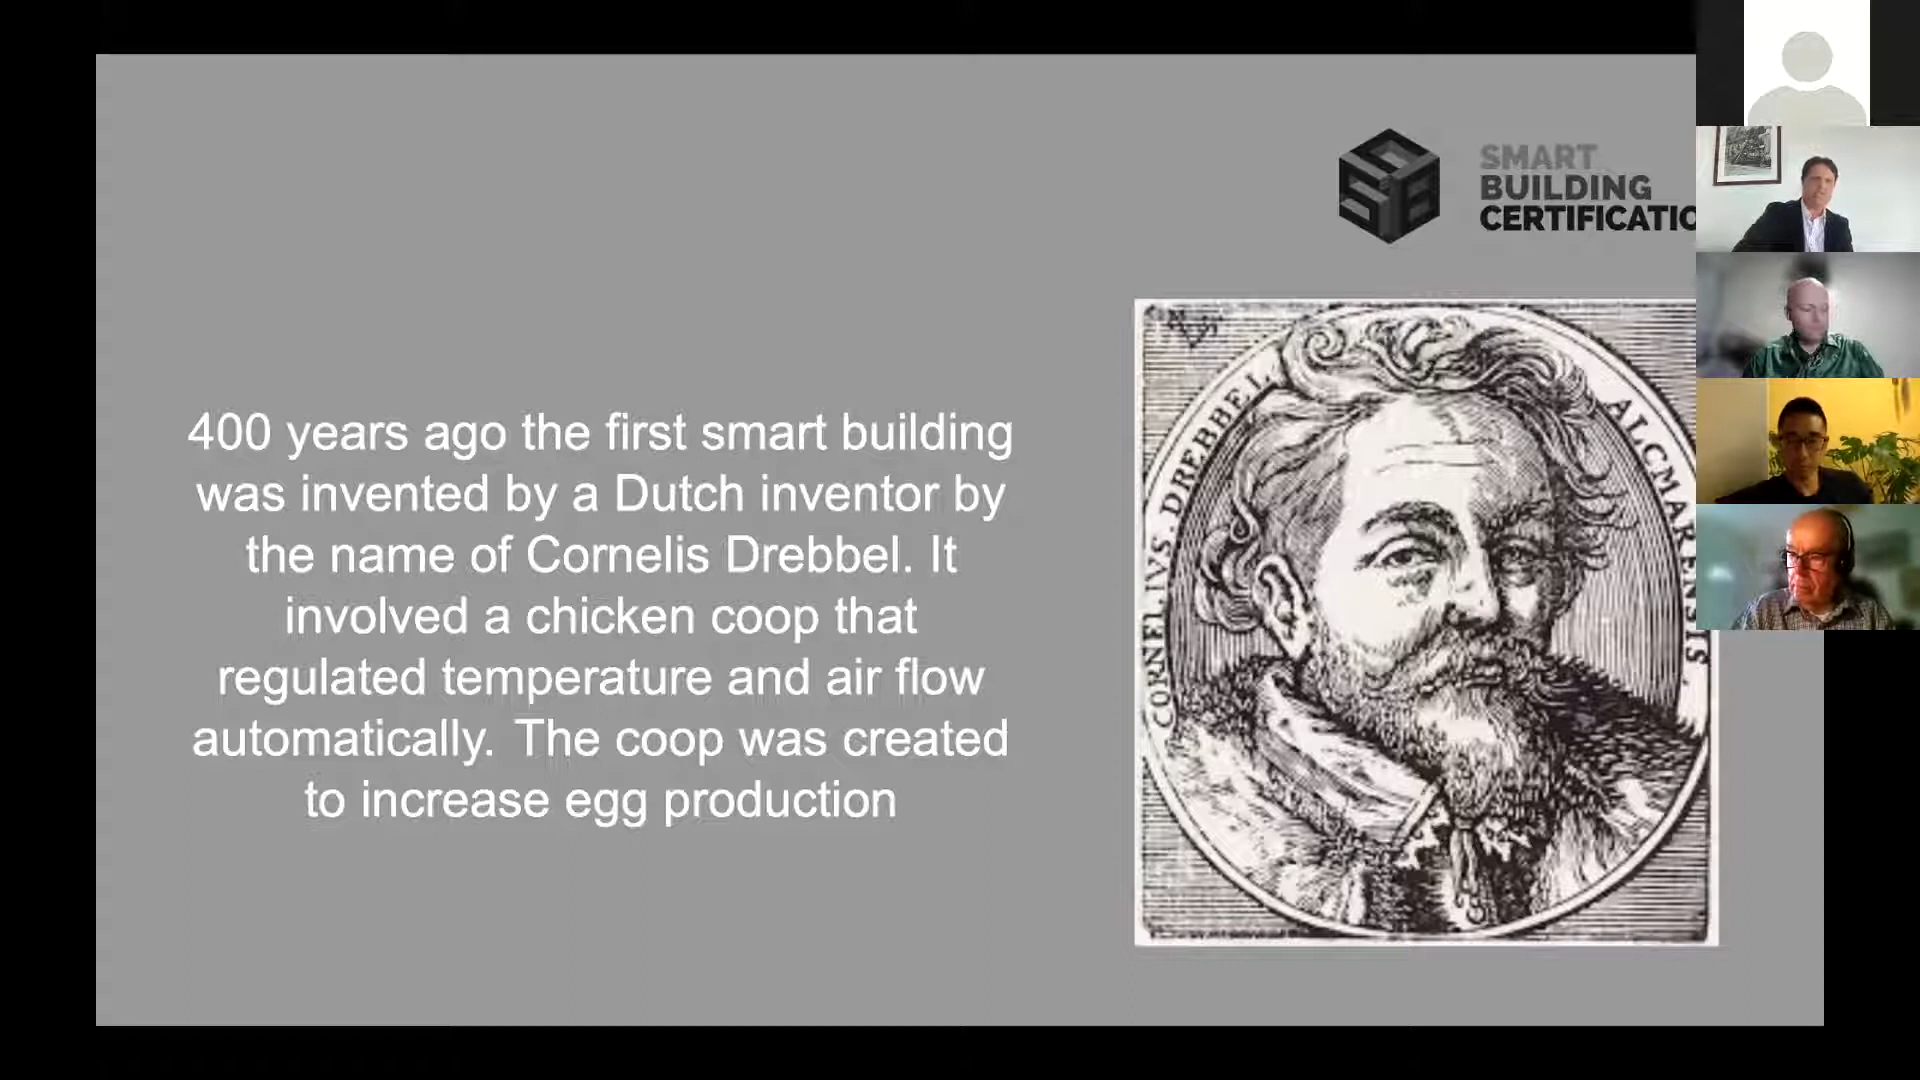 SMART
BUILDING
CERTIFICATIO
400 years ago the first smart building
was invented by a Dutch inventor by
the name of Cornelis Drebbel. It
involved a chicken coop that
regulated temperature and air flow
automatically. The coop was created
to increase egg production
CORNELIVS. DREBBEL. ALCMARENSIS.